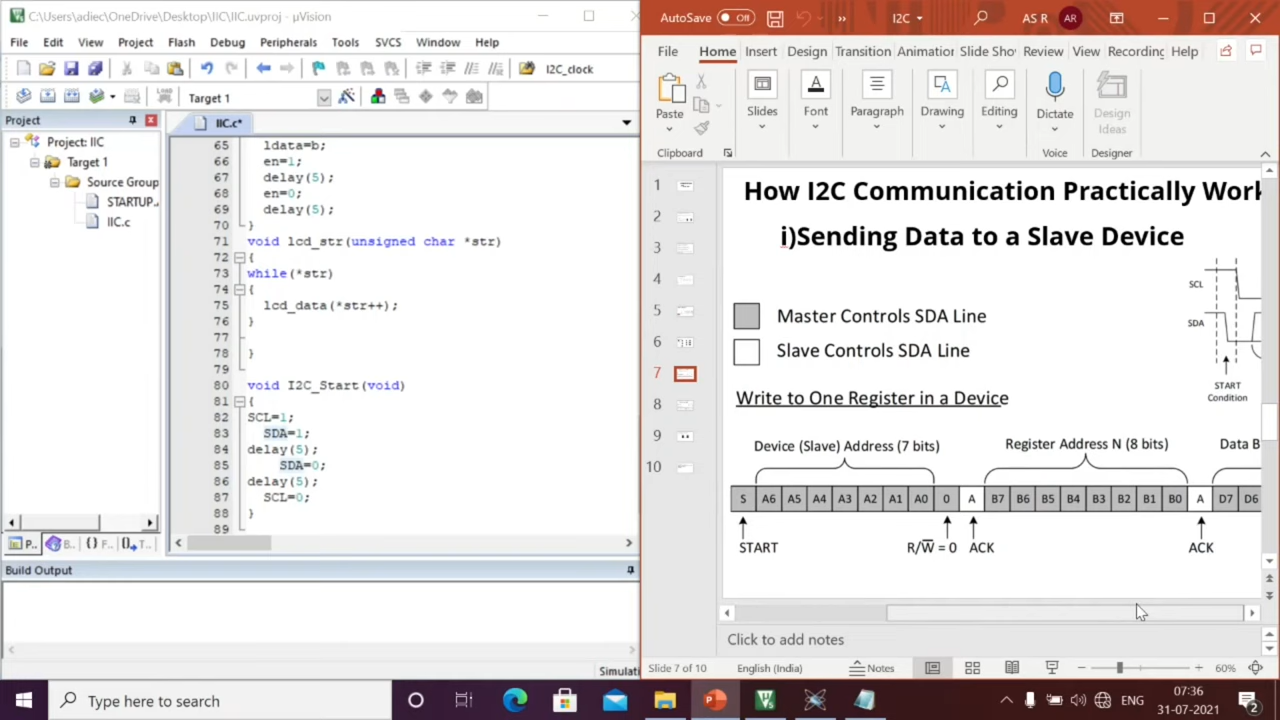 C:\Users\adiec\OneDrive\Desktop\IIC\IIC.uvproj - µVision
File Edit View Project Flash Debug Peripherals Tools SVCS Window Help
I2C_clock
Target 1
Project
Project: IIC
Target 1
Source Group
STARTUP.
IIC.c
P.. B.. { } F.. T..
IIC.c*
65 ldata=b;
66 en=1;
67 delay(5);
68 en=0;
69 delay(5);
70 }
71 void lcd_str(unsigned char *str)
72 {
73 while(*str)
74 {
75 lcd_data(*str++);
76 }
77
78 }
79
80 void I2C_Start(void)
81 {
82 SCL=1;
83 SDA=1;
84 delay(5);
85 SDA=0;
86 delay(5);
87 SCL=0;
88 }
89
Build Output
Simulati
AutoSave Off I2C AS R AR
File Home Insert Design Transition Animation Slide Sho Review View Recording Help
Paste Slides Font Paragraph Drawing Editing Dictate Design Ideas
Clipboard Voice Designer
1
2
3
4
5
6
7
8
9
10
How I2C Communication Practically Work
i)Sending Data to a Slave Device
SCL
SDA
START
Condition
Master Controls SDA Line
Slave Controls SDA Line
Write to One Register in a Device
Device (Slave) Address (7 bits) Register Address N (8 bits) Data B
S A6 A5 A4 A3 A2 A1 A0 0 A B7 B6 B5 B4 B3 B2 B1 B0 A D7 D6
START R/W̅ = 0 ACK ACK
Click to add notes
Slide 7 of 10 English (India) Notes 60%
Type here to search
ENG
07:36
31-07-2021
2